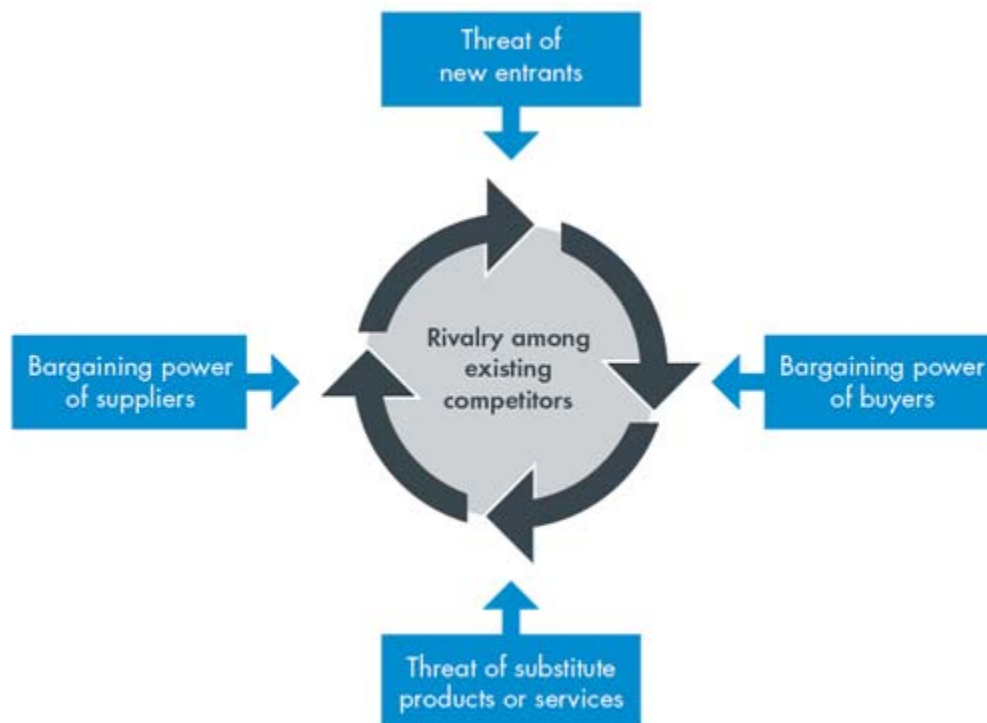 Threat of
new entrants
Bargaining power
of suppliers
Rivalry among
existing
competitors
Bargaining power
of buyers
Threat of substitute
products or services